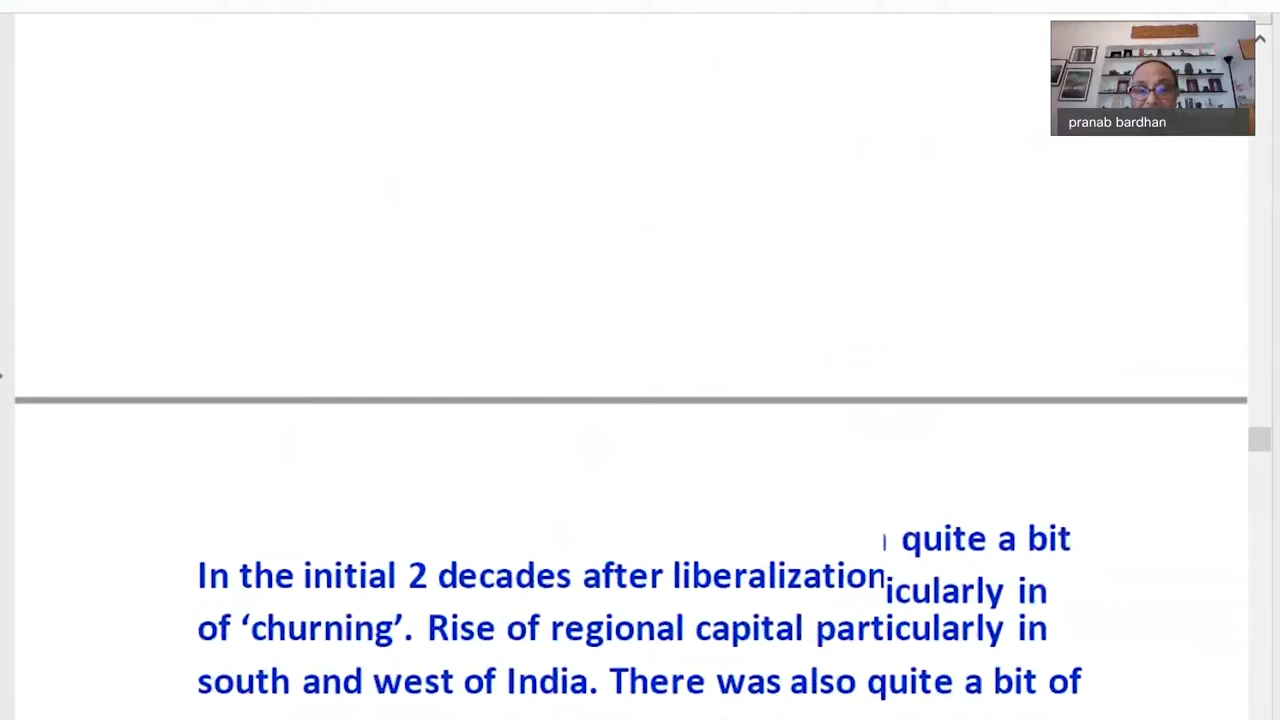 pranab bardhan
quite a bit
In the initial 2 decades after liberalization
icularly in
of ‘churning’. Rise of regional capital particularly in
south and west of India. There was also quite a bit of